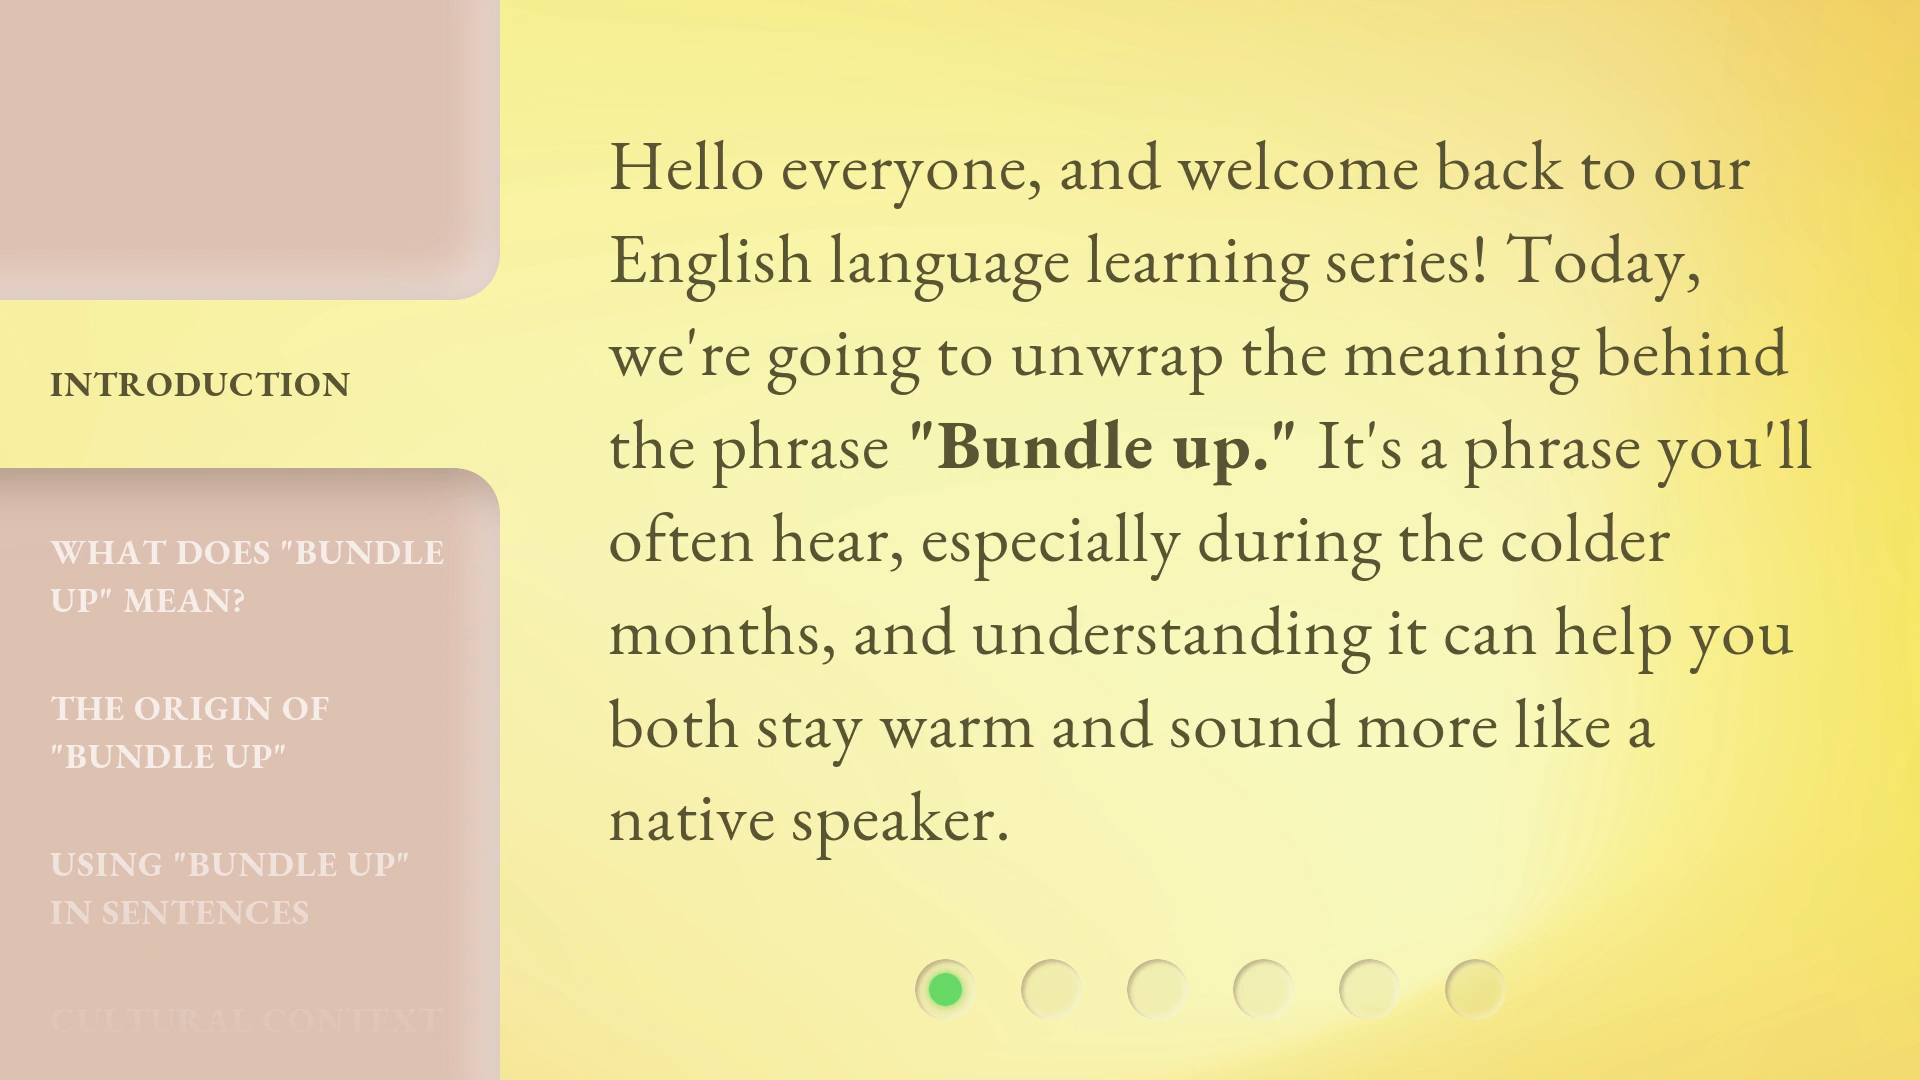 INTRODUCTION
WHAT DOES "BUNDLE
UP" MEAN?
THE ORIGIN OF
"BUNDLE UP"
USING "BUNDLE UP"
IN SENTENCES
CULTURAL CONTEXT
Hello everyone, and welcome back to our
English language learning series! Today,
we're going to unwrap the meaning behind
the phrase "Bundle up." It's a phrase you'll
often hear, especially during the colder
months, and understanding it can help you
both stay warm and sound more like a
native speaker.